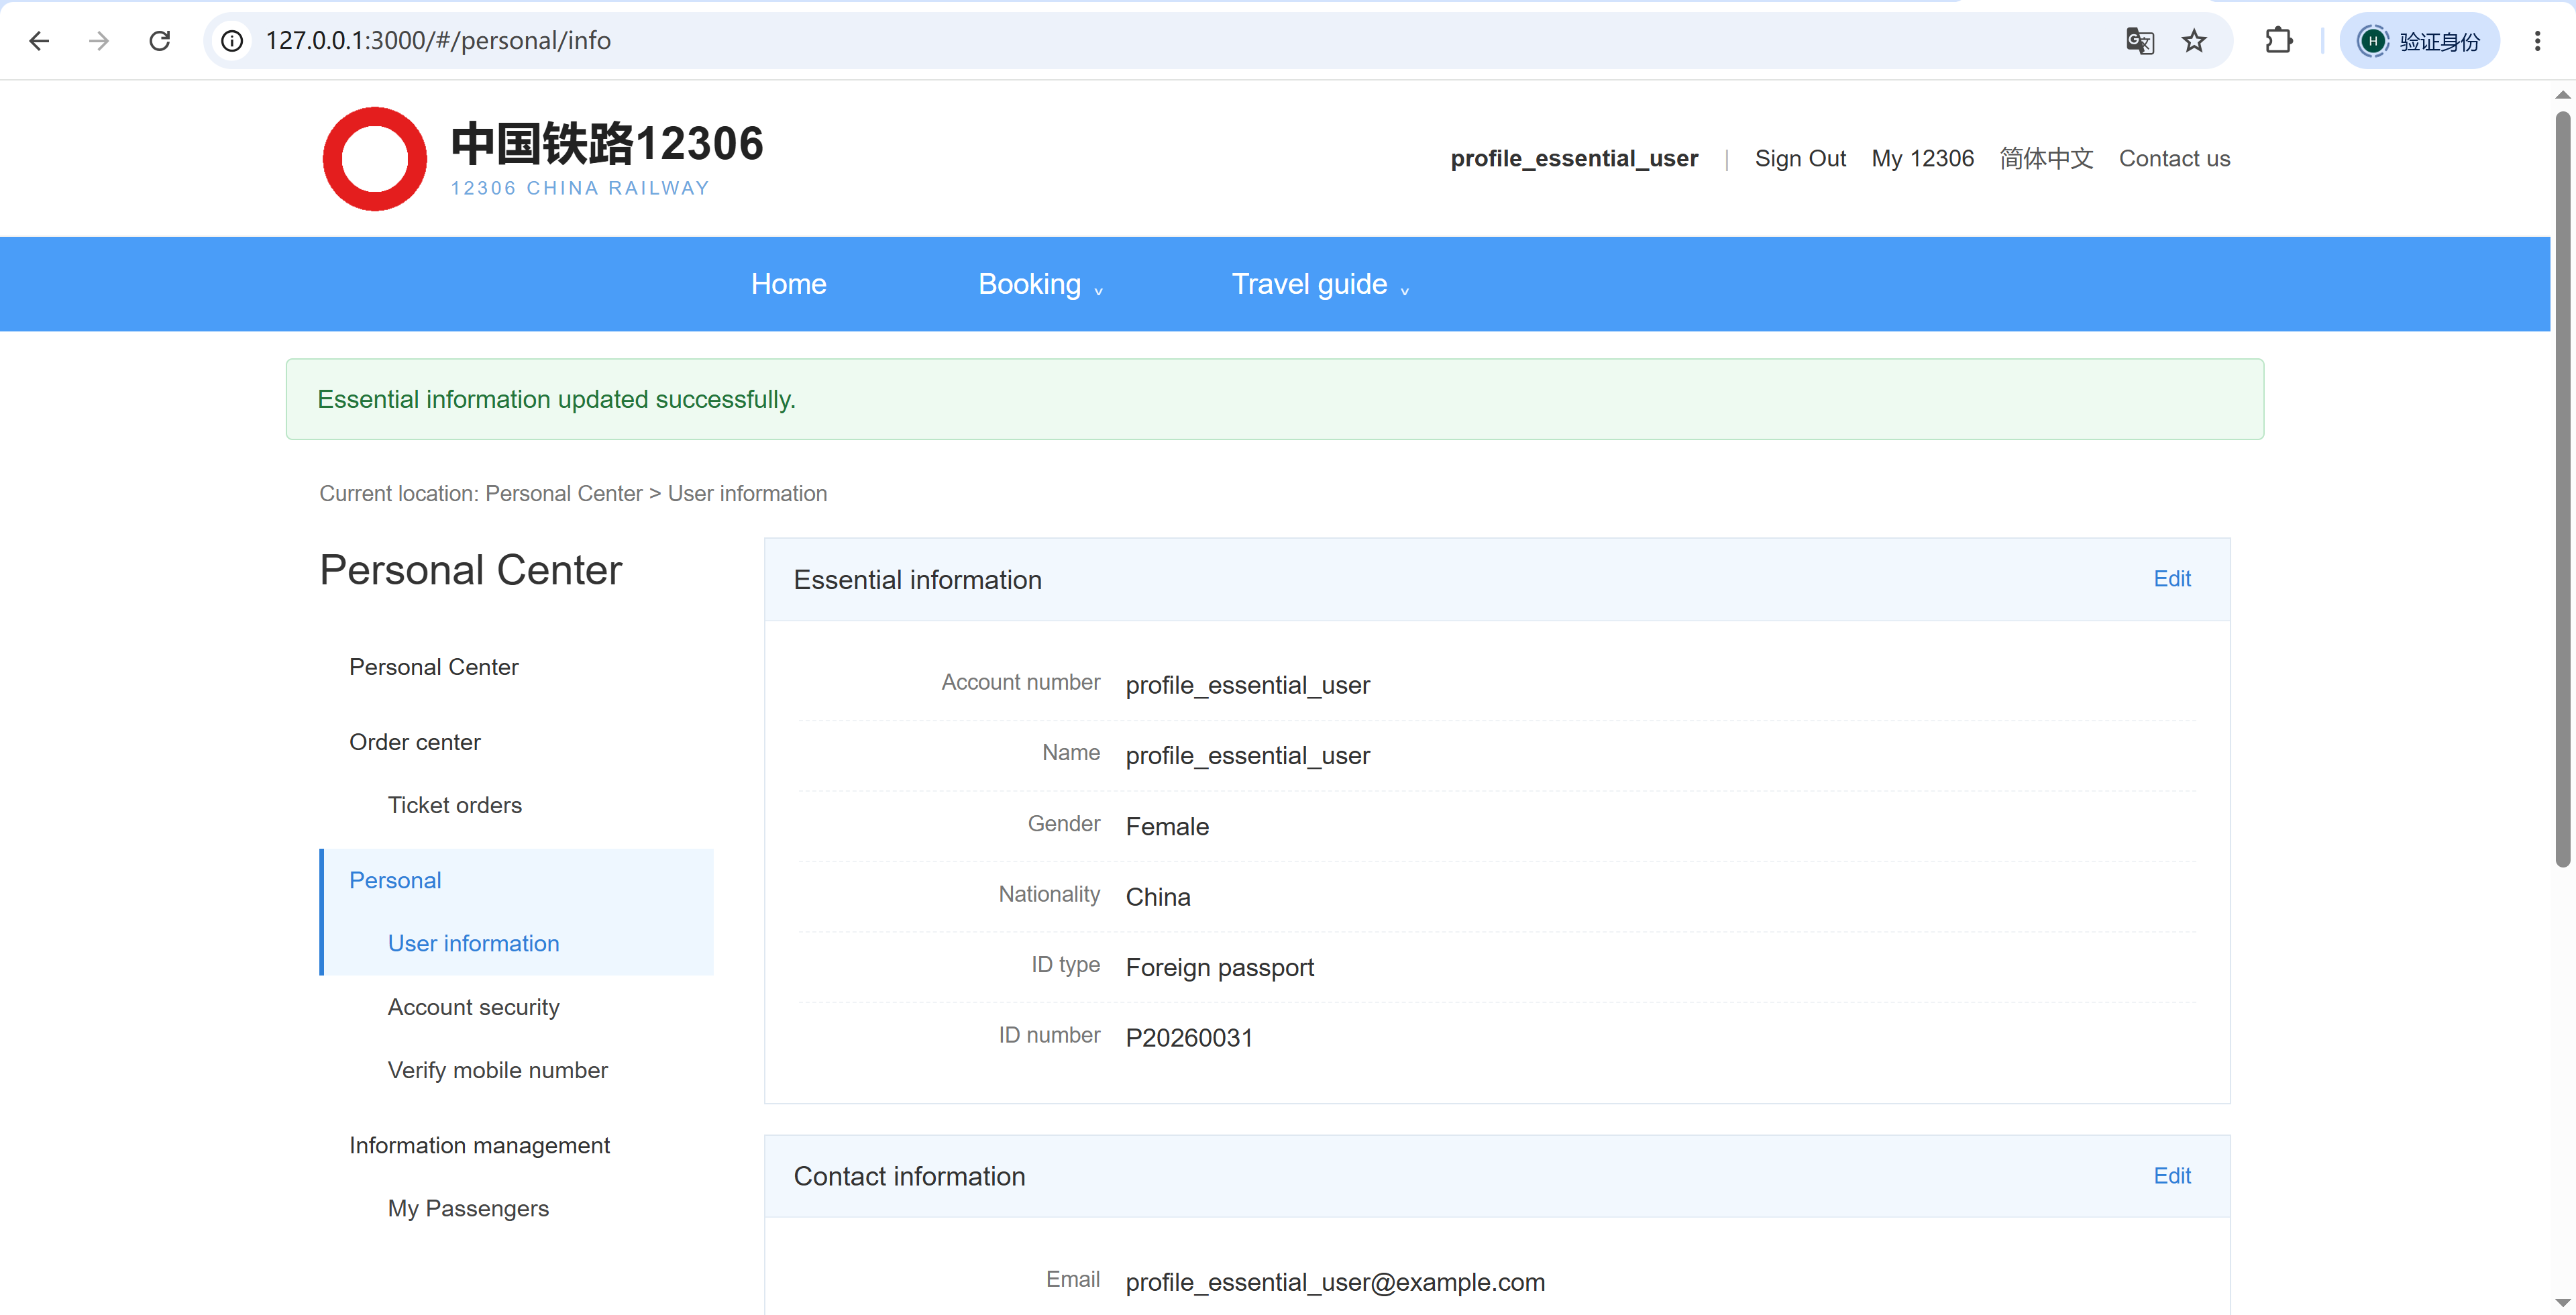 127.0.0.1:3000/#/personal/info
验证身份
中国铁路12306
12306 CHINA RAILWAY
profile_essential_user | Sign Out My 12306 简体中文 Contact us
Home Booking Travel guide
Essential information updated successfully.
Current location: Personal Center > User information
Personal Center
Personal Center
Order center
Ticket orders
Personal
User information
Account security
Verify mobile number
Information management
My Passengers
Essential information Edit
Account number profile_essential_user
Name profile_essential_user
Gender Female
Nationality China
ID type Foreign passport
ID number P20260031
Contact information Edit
Email profile_essential_user@example.com